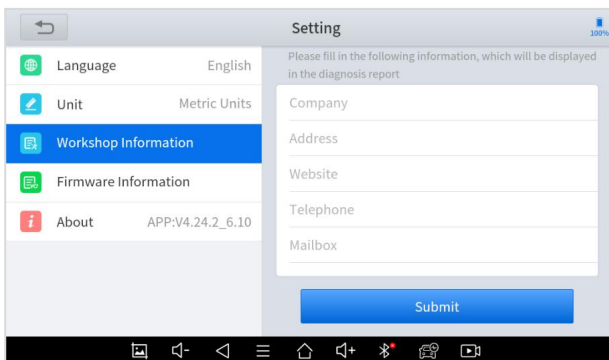 Setting
100%
Language English
Unit Metric Units
Workshop Information
Firmware Information
About APP:V4.24.2_6.10
Please fill in the following information, which will be displayed
in the diagnosis report
Company
Address
Website
Telephone
Mailbox
Submit